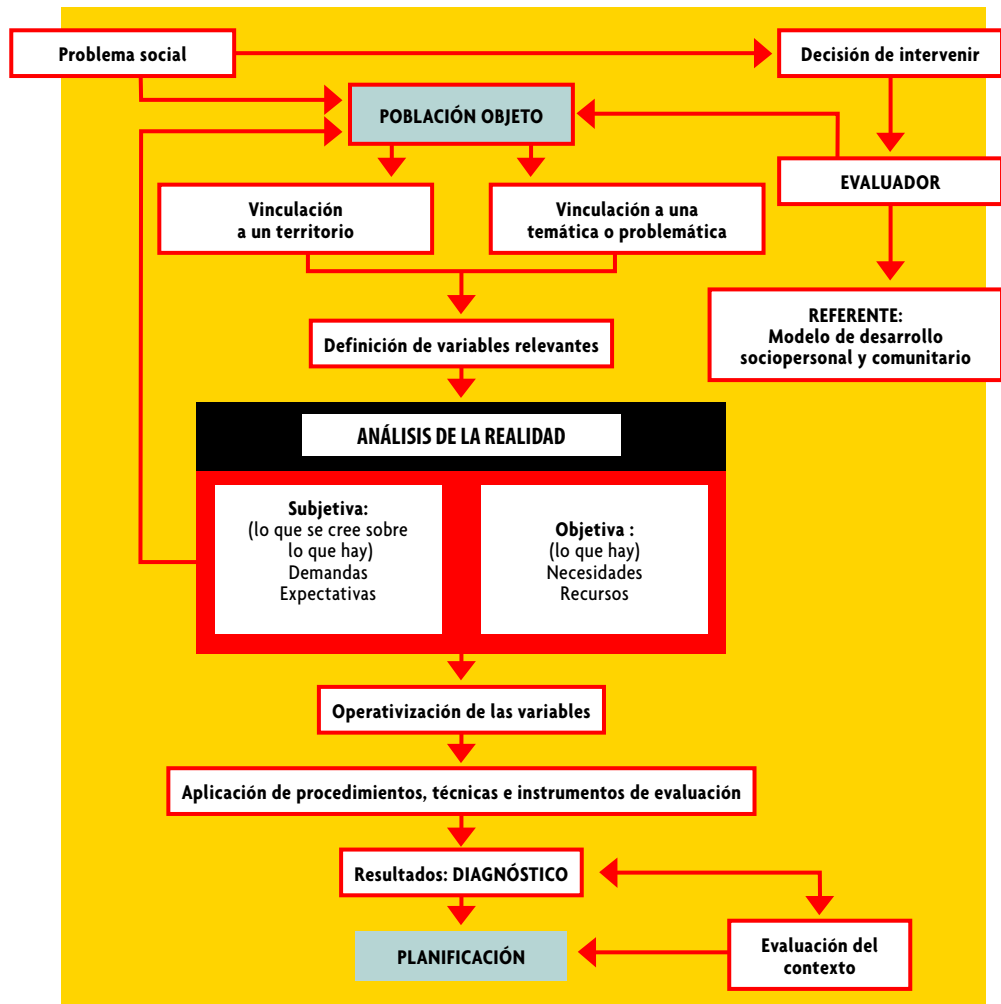 Problema social
Decisión de intervenir
POBLACIÓN OBJETO
EVALUADOR
Vinculación
a un territorio
Vinculación a una
temática o problemática
REFERENTE:
Modelo de desarrollo
sociopersonal y comunitario
Definición de variables relevantes
ANÁLISIS DE LA REALIDAD
Subjetiva:
(lo que se cree sobre
lo que hay)
Demandas
Expectativas
Objetiva :
(lo que hay)
Necesidades
Recursos
Operativización de las variables
Aplicación de procedimientos, técnicas e instrumentos de evaluación
Resultados: DIAGNÓSTICO
PLANIFICACIÓN
Evaluación del
contexto